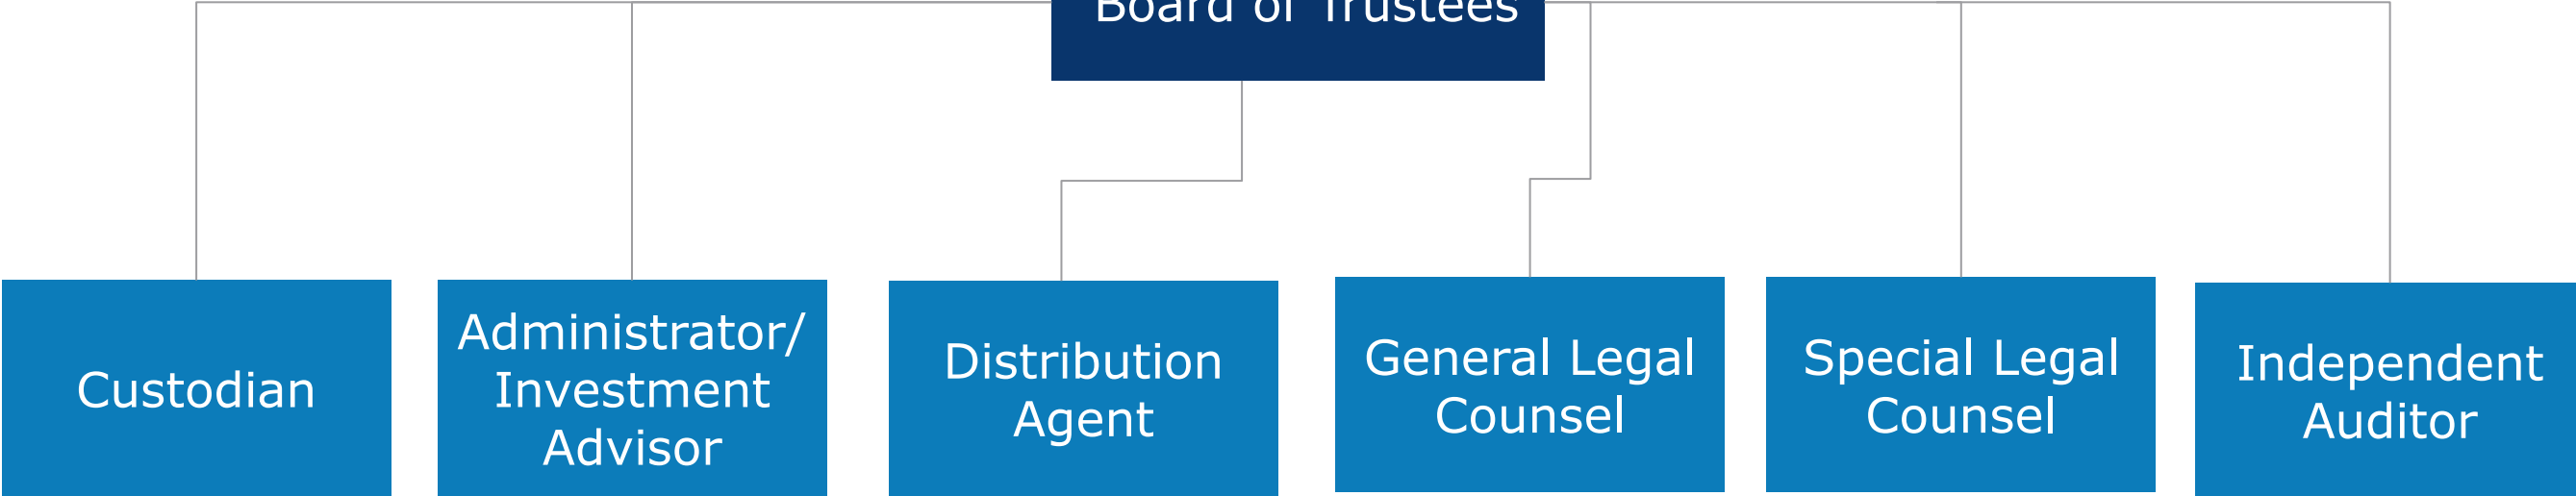 Board of Trustees
Custodian
Administrator/
Investment
Advisor
Distribution
Agent
General Legal
Counsel
Special Legal
Counsel
Independent
Auditor